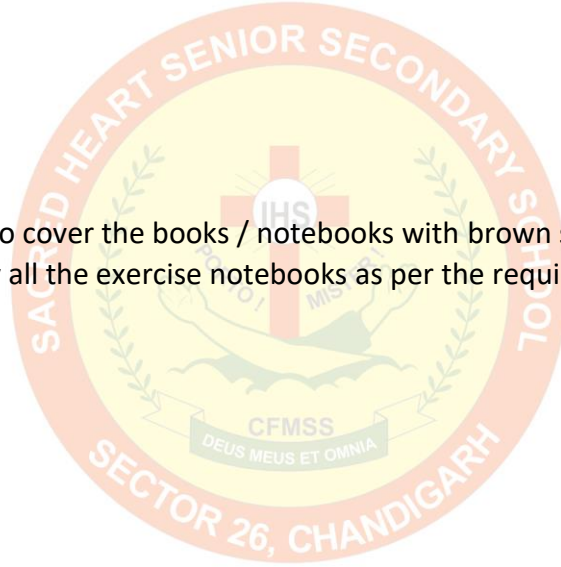 SACRED HEART SENIOR SECONDARY SCHOOL
o cover the books / notebooks with brown s
all the exercise notebooks as per the requi
IHS
CFMSS
DEUS MEUS ET OMNIA
SECTOR 26, CHANDIGARH